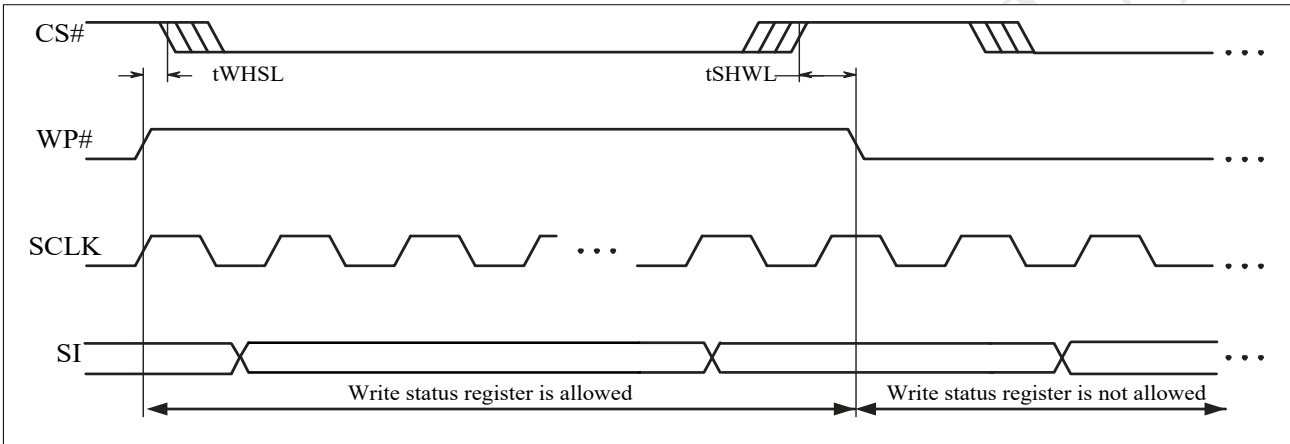 CS#
tWHSL
tSHWL
WP#
SCLK
SI
Write status register is allowed
Write status register is not allowed